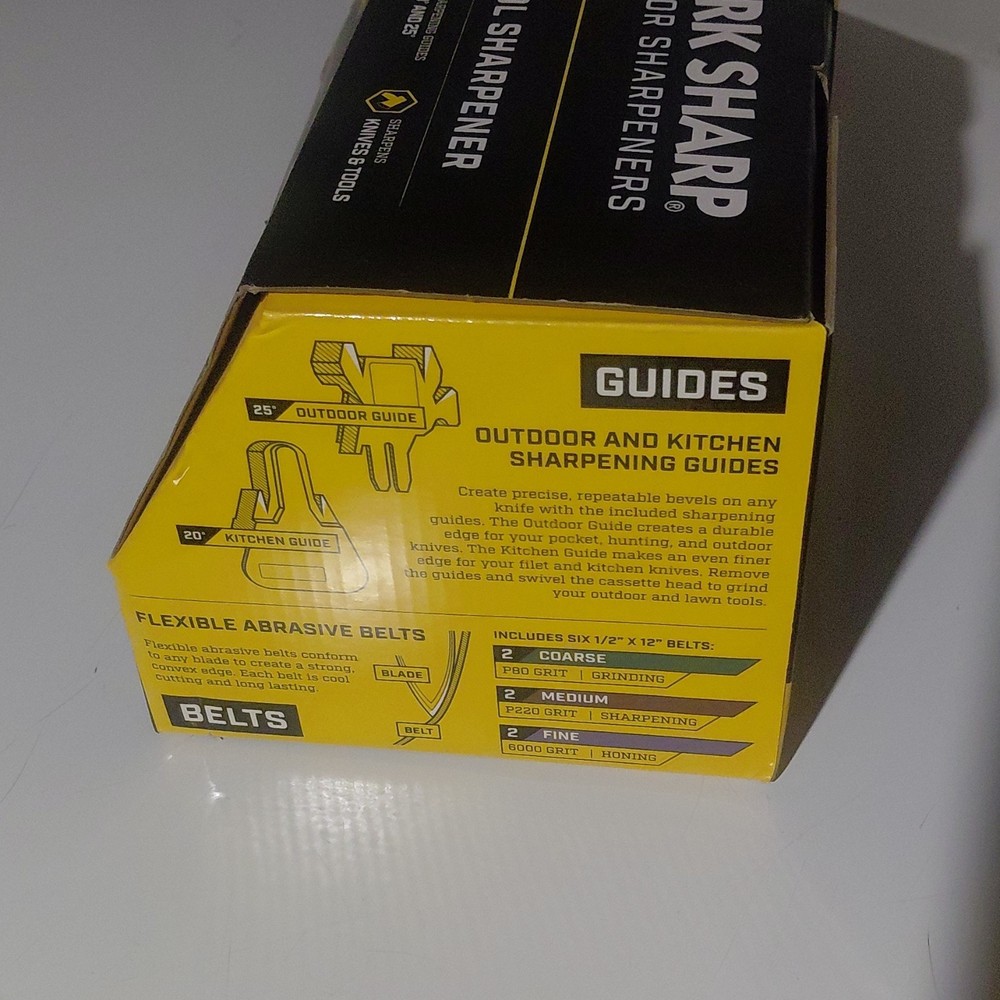 RK SHARP®
OR SHARPENERS
OL SHARPENER
SHARPENING GUIDES
AND 25°
SHARPENS
KNIVES & TOOLS
GUIDES
25° OUTDOOR GUIDE
OUTDOOR AND KITCHEN
SHARPENING GUIDES
Create precise, repeatable bevels on any
knife with the included sharpening
guides. The Outdoor Guide creates a durable
edge for your pocket, hunting, and outdoor
knives. The Kitchen Guide makes an even finer
edge for your filet and kitchen knives. Remove
the guides and swivel the cassette head to grind
your outdoor and lawn tools.
20° KITCHEN GUIDE
FLEXIBLE ABRASIVE BELTS
Flexible abrasive belts conform
to any blade to create a strong,
convex edge. Each belt is cool
cutting and long lasting.
BELTS
BLADE
BELT
INCLUDES SIX 1/2" X 12" BELTS:
2 COARSE
P80 GRIT | GRINDING
2 MEDIUM
P220 GRIT | SHARPENING
2 FINE
6000 GRIT | HONING